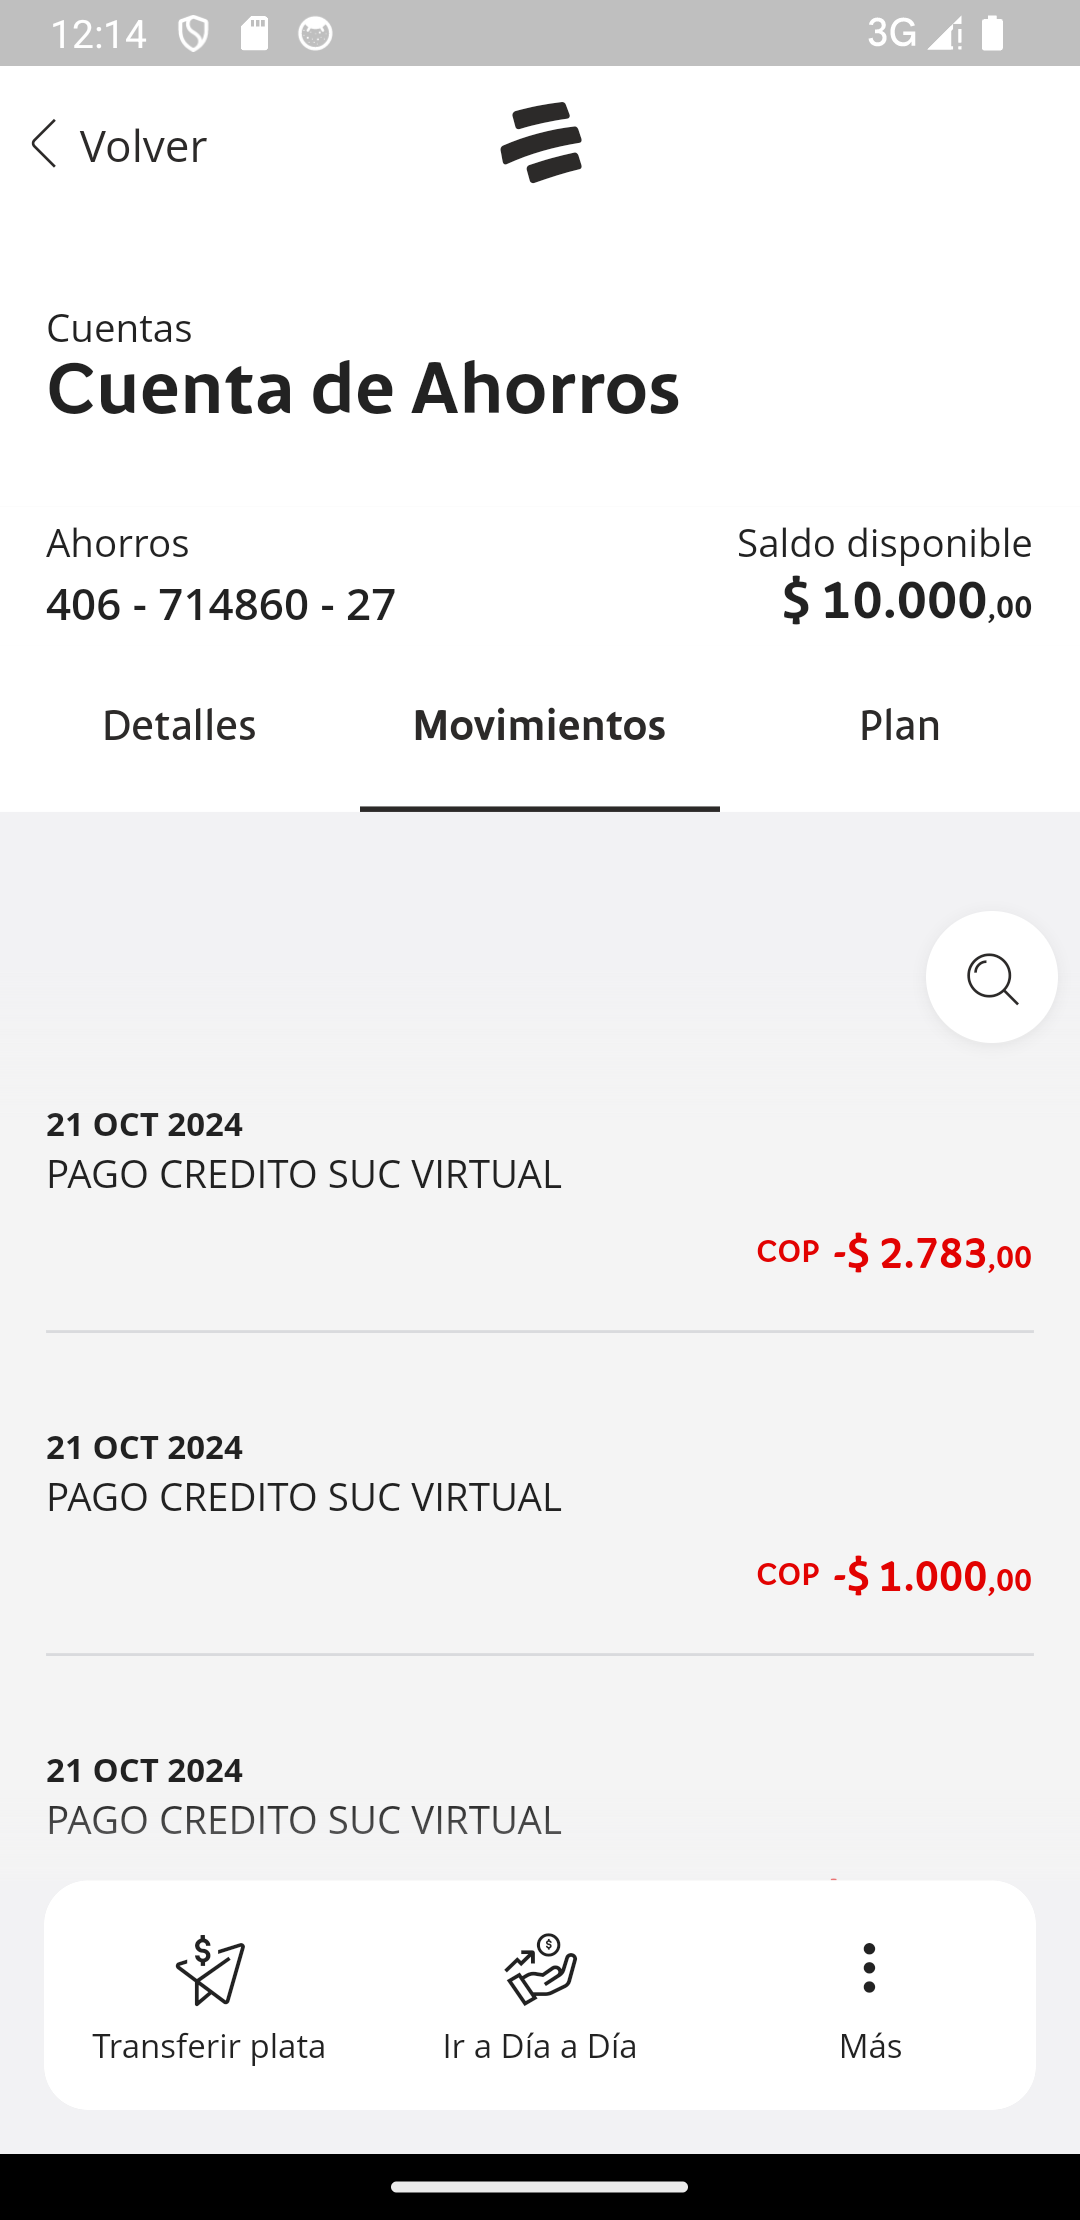 12:14
3G
Volver
Cuentas
Cuenta de Ahorros
Ahorros
Saldo disponible
406 - 714860 - 27
$ 10.000,00
Detalles
Movimientos
Plan
21 OCT 2024
PAGO CREDITO SUC VIRTUAL
COP -$ 2.783,00
21 OCT 2024
PAGO CREDITO SUC VIRTUAL
COP -$ 1.000,00
21 OCT 2024
PAGO CREDITO SUC VIRTUAL
Transferir plata
Ir a Día a Día
Más